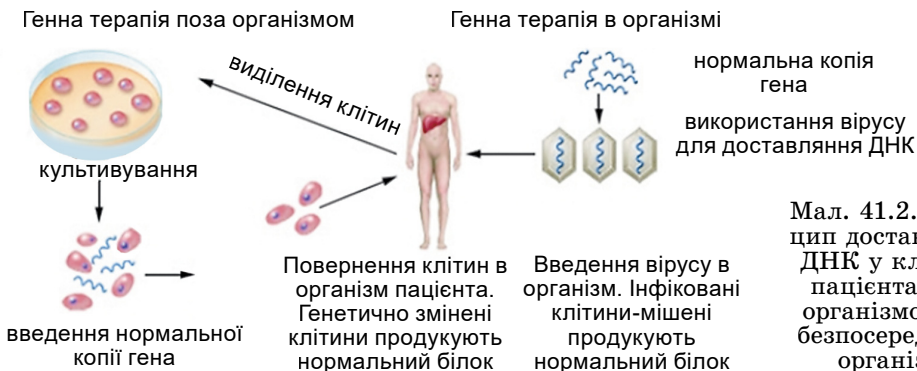 Генна терапія поза організмом
Генна терапія в організмі
виділення клітин
нормальна копія
гена
використання вірусу
для доставляння ДНК
культивування
введення нормальної
копії гена
Повернення клітин в
організм пацієнта.
Генетично змінені
клітини продукують
нормальний білок
Введення вірусу в
організм. Інфіковані
клітини-мішені
продукують
нормальний білок
Мал. 41.2.
цип достав
ДНК у кл
пацієнта
організмо
безпосеред
органі